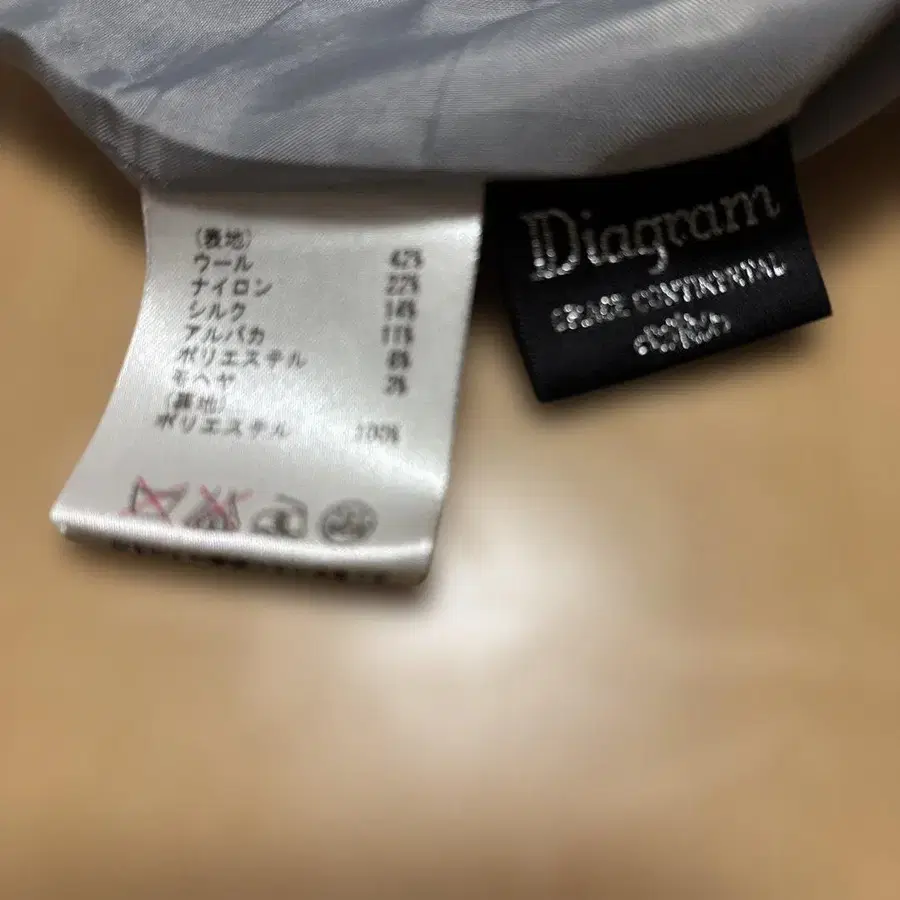 (表地)
ウール 42%
ナイロン 22%
シルク 14%
アルパカ 11%
ポリエステル 8%
モヘヤ 3%
(裏地)
ポリエステル 100%
Diagram
GRACE CONTINENTAL